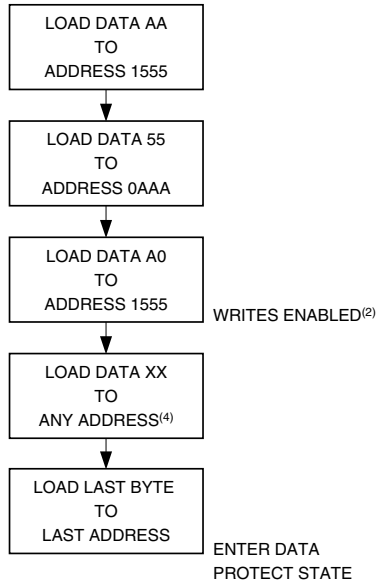 LOAD DATA AA
TO
ADDRESS 1555
LOAD DATA 55
TO
ADDRESS 0AAA
LOAD DATA A0
TO
ADDRESS 1555
WRITES ENABLED(2)
LOAD DATA XX
TO
ANY ADDRESS(4)
LOAD LAST BYTE
TO
LAST ADDRESS
ENTER DATA
PROTECT STATE